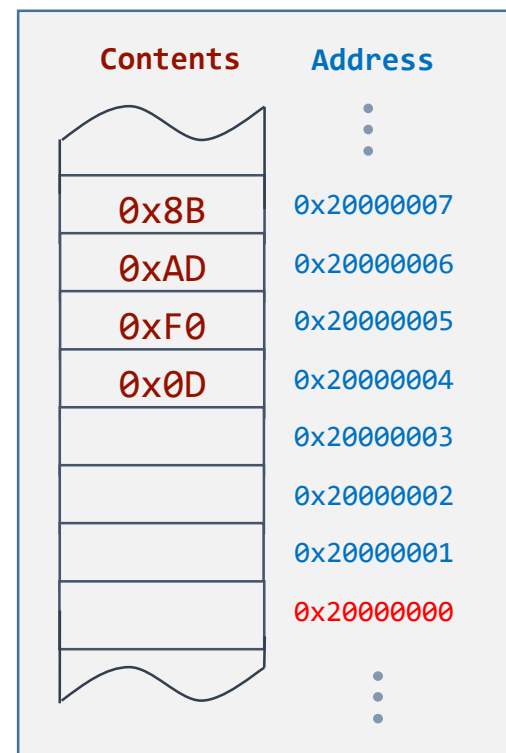 Contents Address
0x8B 0x20000007
0xAD 0x20000006
0xF0 0x20000005
0x0D 0x20000004
0x20000003
0x20000002
0x20000001
0x20000000